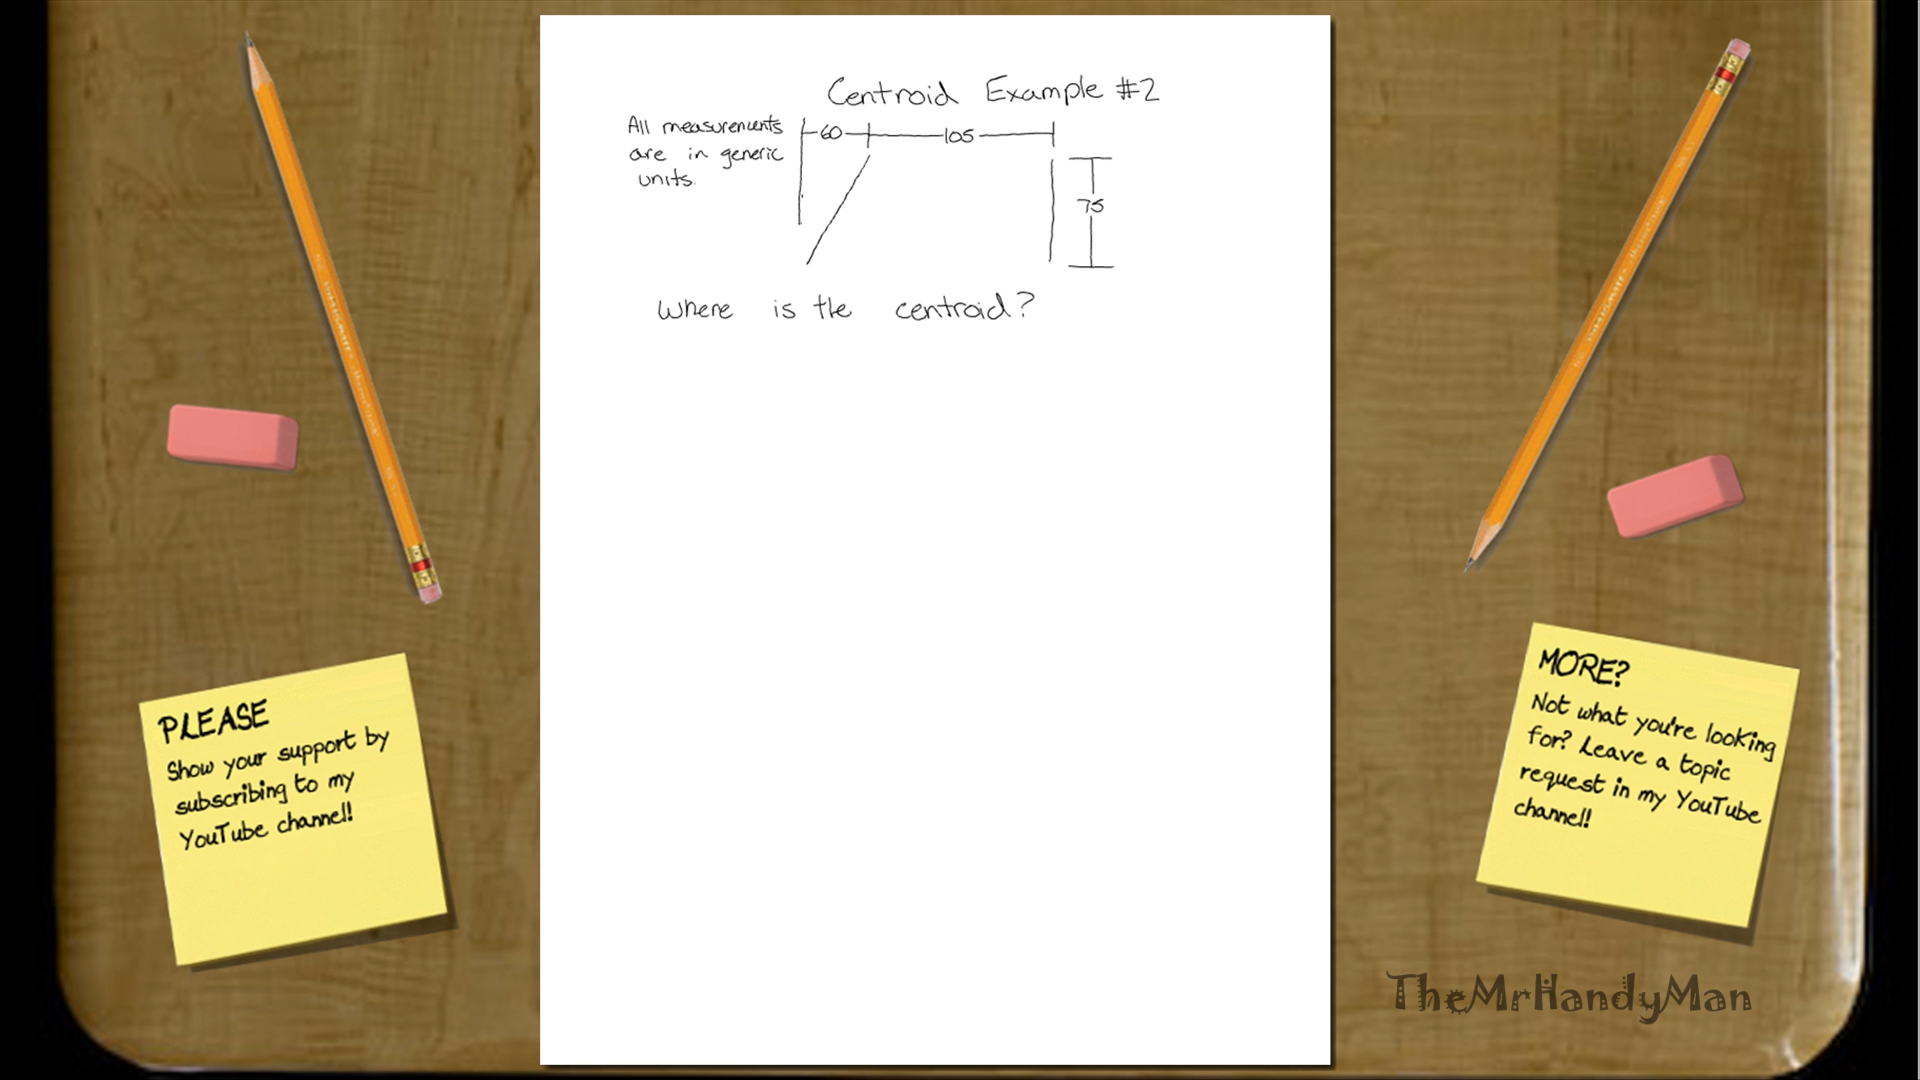 Centroid Example #2
All measurements
are in generic
units.
60
105
75
where is the centroid?
PLEASE
Show your support by
subscribing to my
YouTube channel!
MORE?
Not what you're looking
for? Leave a topic
request in my YouTube
channel!
TheMrHandyMan